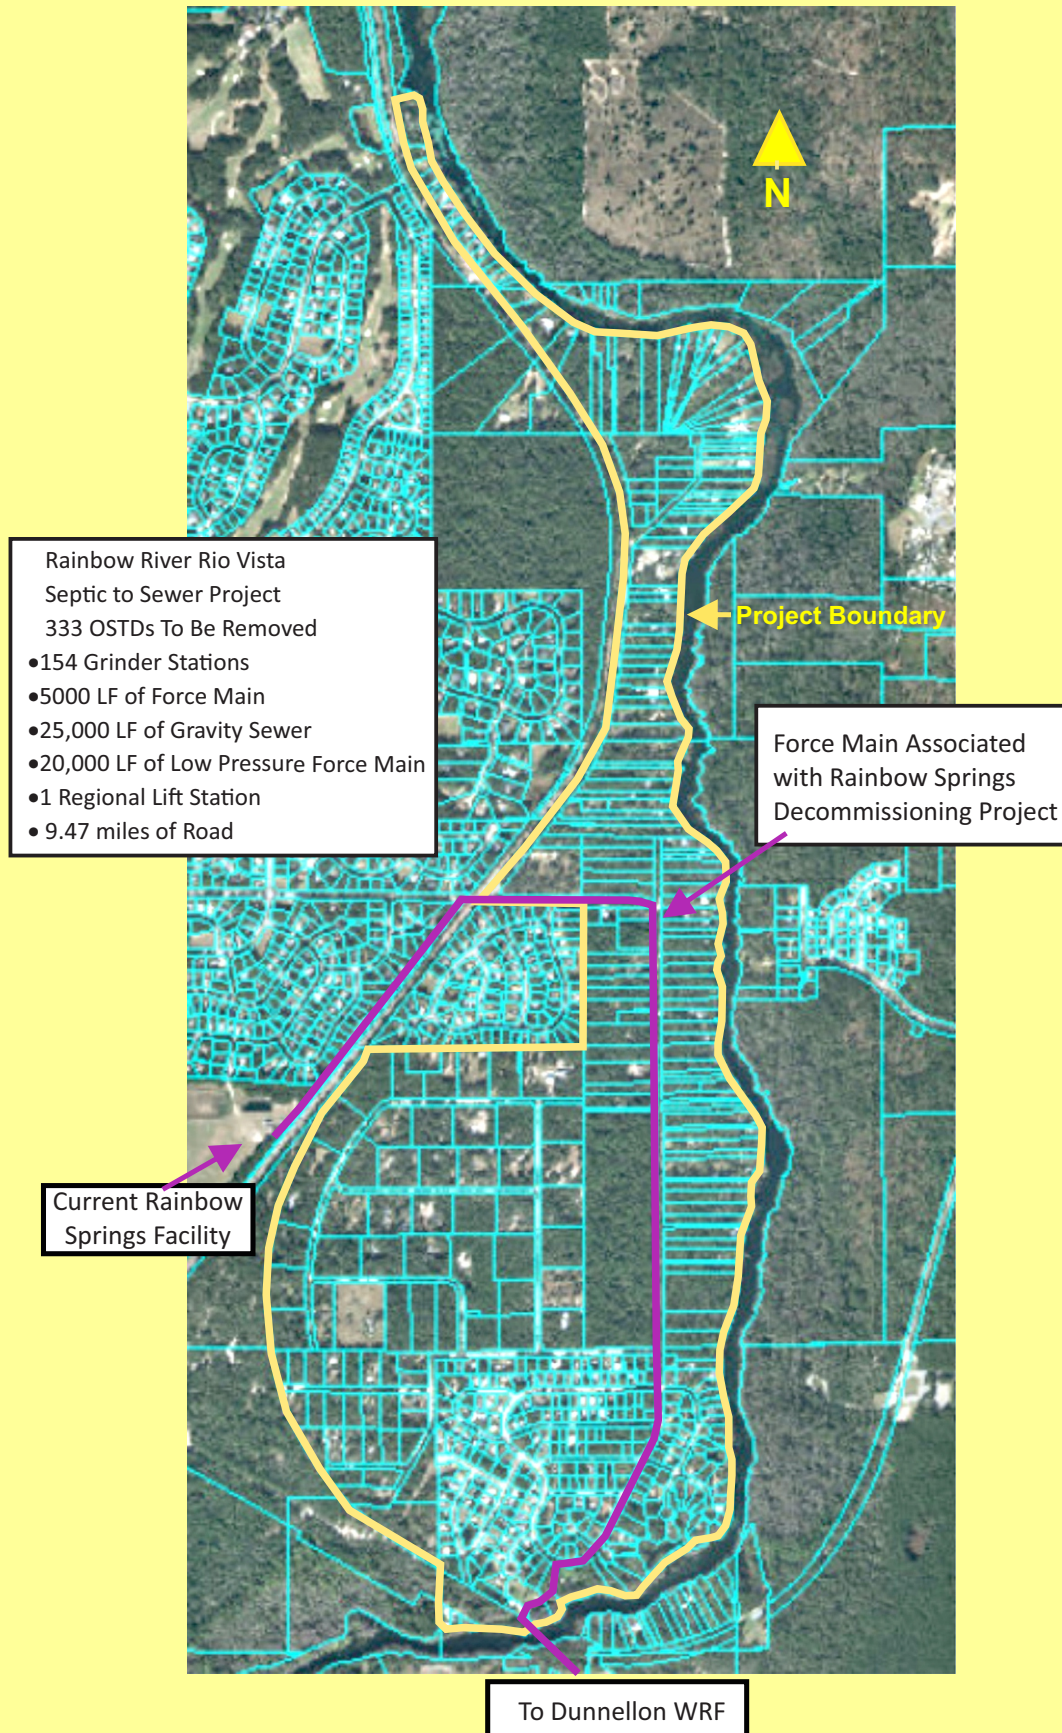 N
Rainbow River Rio Vista
Septic to Sewer Project
333 OSTDs To Be Removed
•154 Grinder Stations
•5000 LF of Force Main
•25,000 LF of Gravity Sewer
•20,000 LF of Low Pressure Force Main
•1 Regional Lift Station
• 9.47 miles of Road
Project Boundary
Force Main Associated
with Rainbow Springs
Decommissioning Project
Current Rainbow
Springs Facility
To Dunnellon WRF